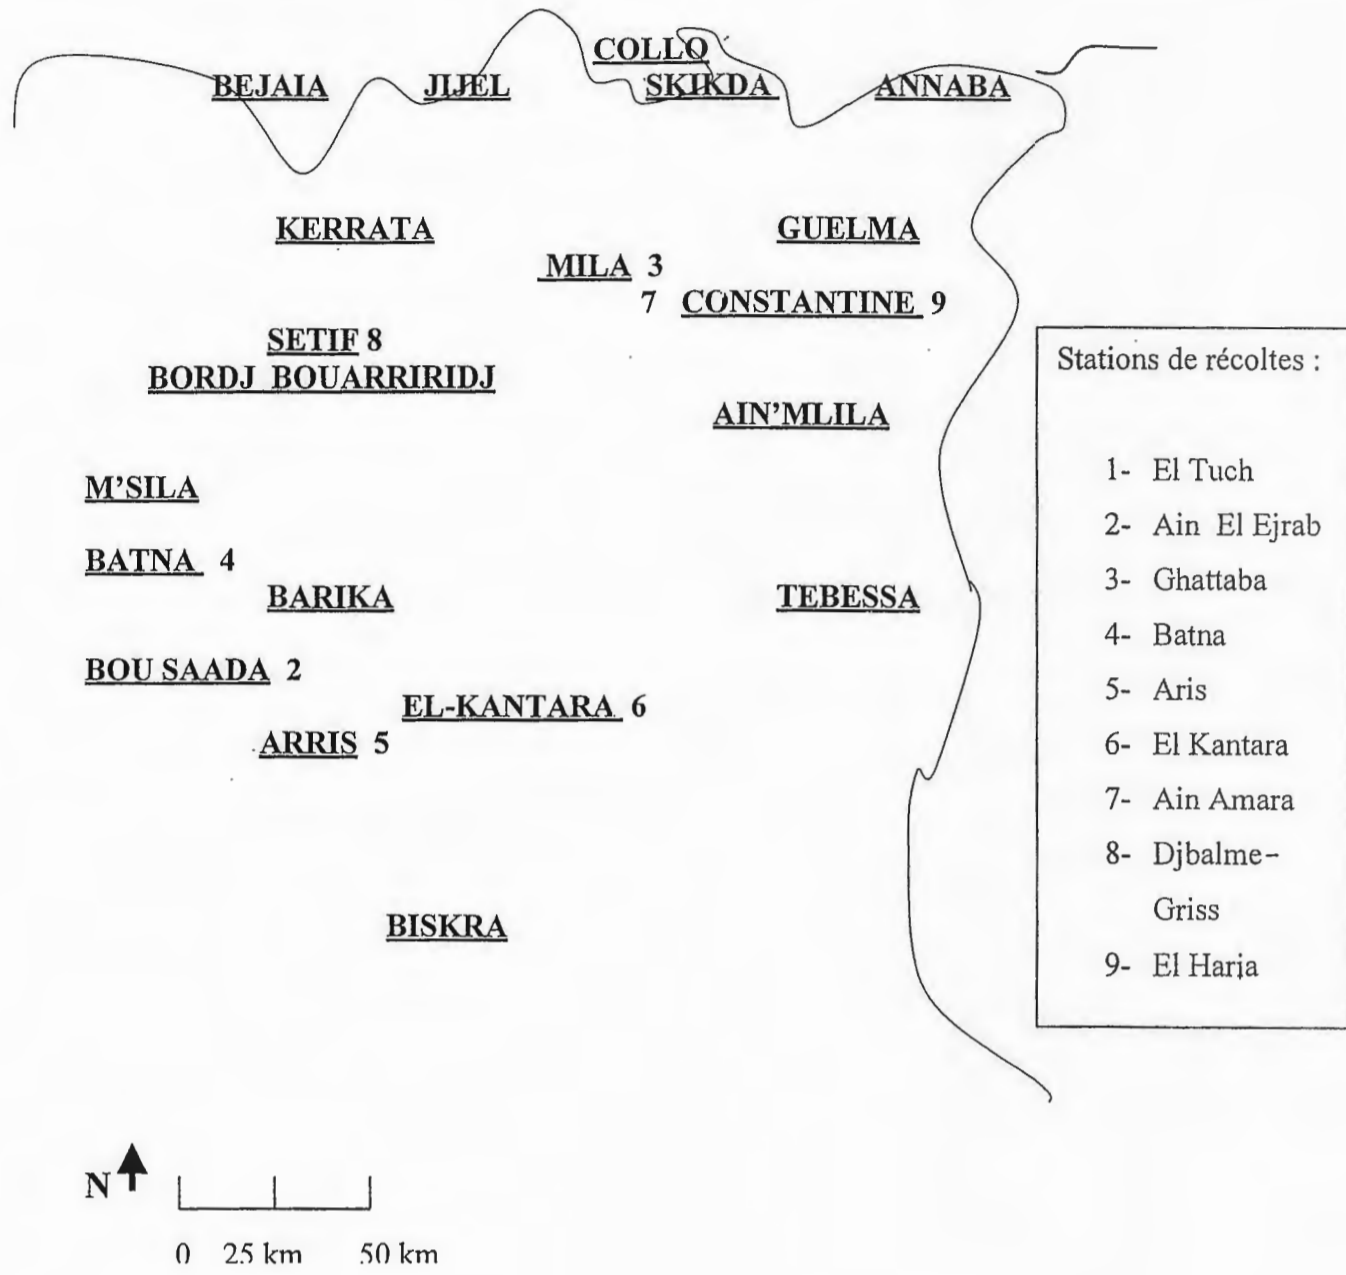 COLLO
BEJAIA JIJEL SKIKDA ANNABA
KERRATA GUELMA
MILA 3
7 CONSTANTINE 9
SETIF 8
BORDJ BOUARRIRIDJ
AIN'MLILA
M'SILA
BATNA 4
BARIKA TEBESSA
BOU SAADA 2
EL-KANTARA 6
ARRIS 5
BISKRA
Stations de récoltes :
1- El Tuch
2- Ain El Ejrab
3- Ghattaba
4- Batna
5- Aris
6- El Kantara
7- Ain Amara
8- Djbalme-
Griss
9- El Harja
N
0 25 km 50 km